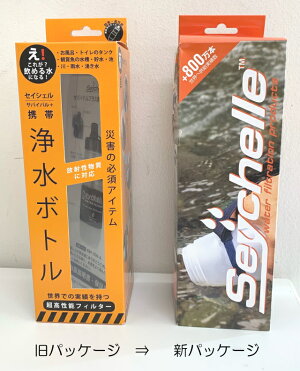 え!
これが?
飲める水に
・お風呂・トイレのタンク
・観賞魚の水槽・貯水・池
・川・雨水・湧き水
セイシェル
サバイバル+
携帯
浄水ボトル
災害の必須アイテム
放射性物質
に対応
世界での実績を持つ
超高性能フィルター
+800万本
Seychelle™
water filtration products
旧パッケージ ⇒ 新パッケージ